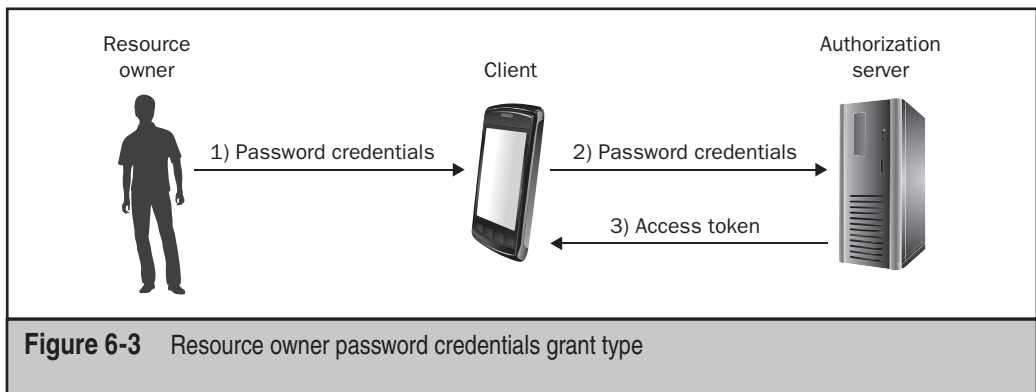 Resource
owner
Client
Authorization
server
1) Password credentials
2) Password credentials
3) Access token
Figure 6-3 Resource owner password credentials grant type